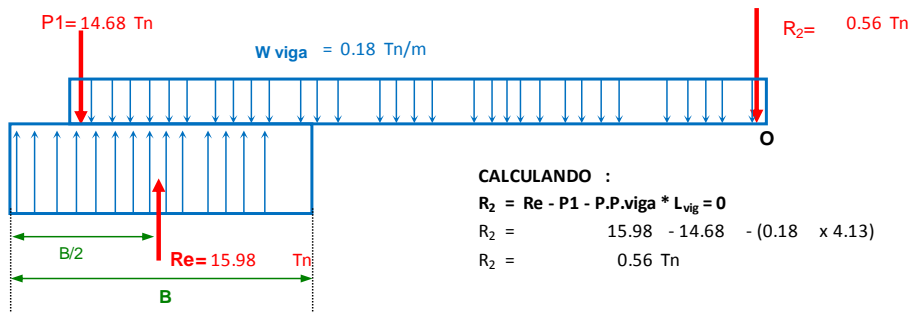 P1= 14.68 Tn
R2= 0.56 Tn
W viga = 0.18 Tn/m
O
CALCULANDO :
R2 = Re - P1 - P.P.viga * Lvig = 0
R2 = 15.98 - 14.68 - (0.18 x 4.13)
R2 = 0.56 Tn
B/2
Re= 15.98 Tn
B